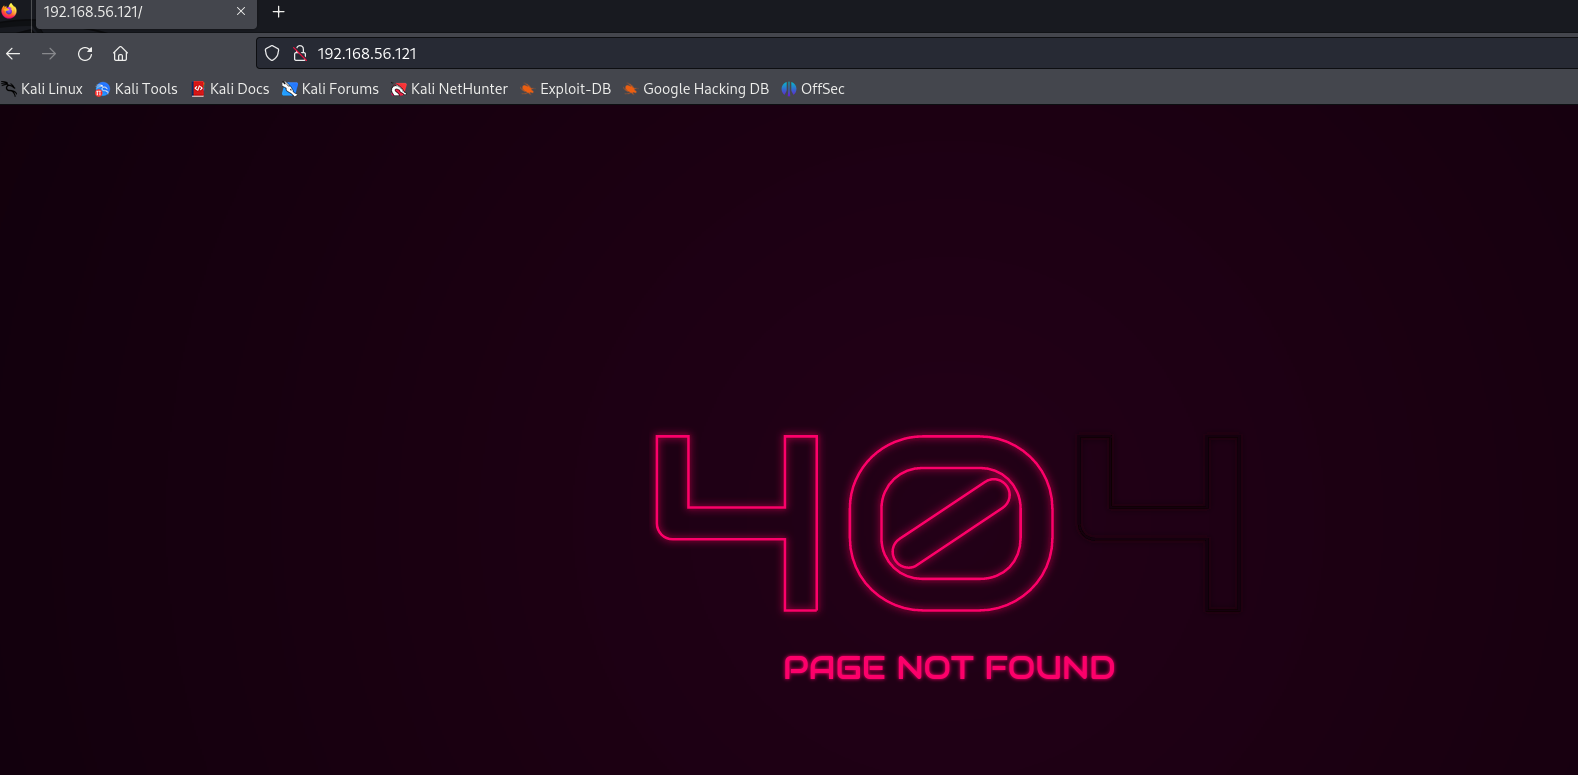 192.168.56.121/
192.168.56.121
Kali Linux Kali Tools Kali Docs Kali Forums Kali NetHunter Exploit-DB Google Hacking DB OffSec
404
PAGE NOT FOUND